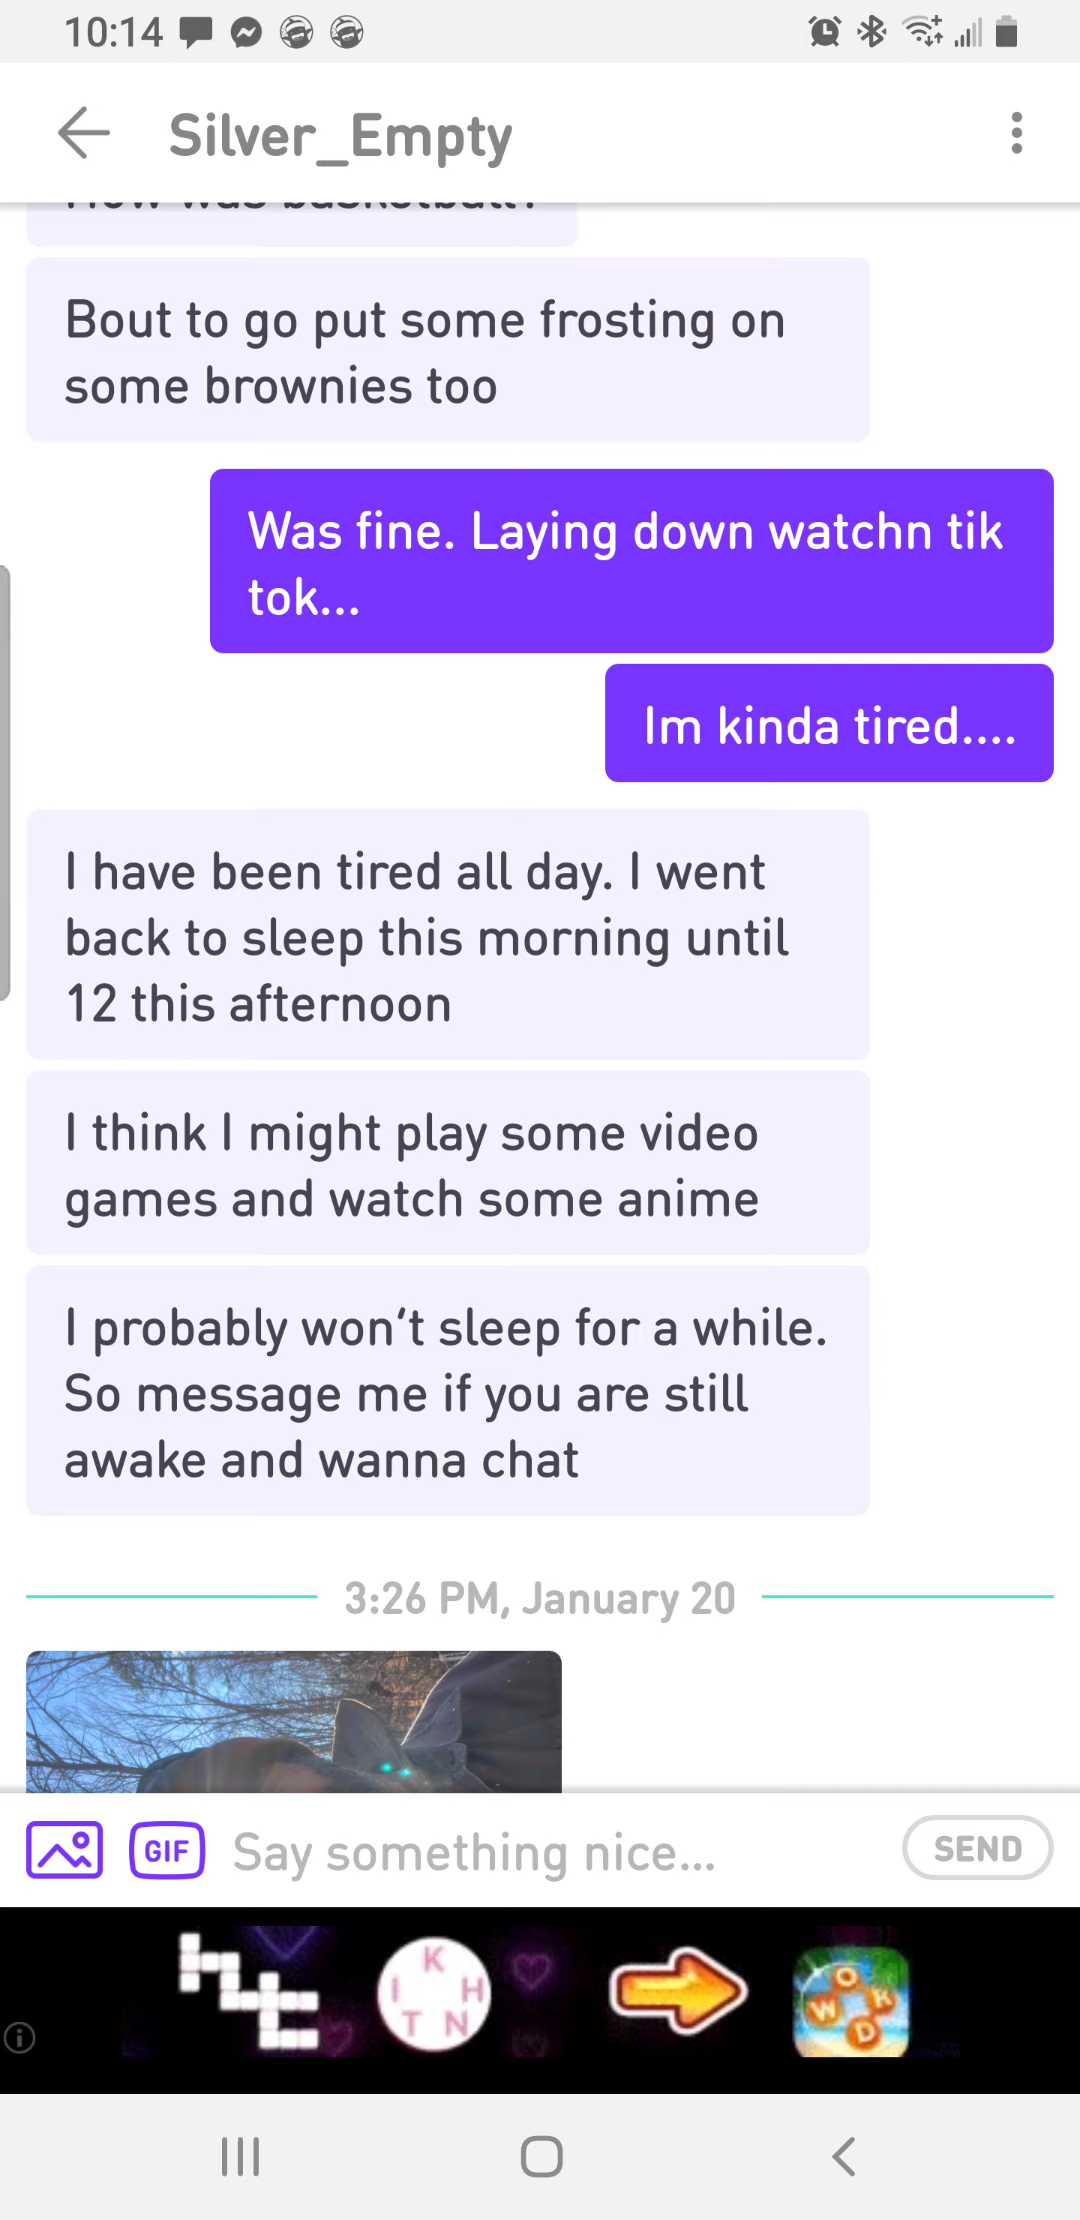 10:14
Silver_Empty
How was basketball?
Bout to go put some frosting on
some brownies too
Was fine. Laying down watchn tik
tok...
Im kinda tired....
I have been tired all day. I went
back to sleep this morning until
12 this afternoon
I think I might play some video
games and watch some anime
I probably won't sleep for a while.
So message me if you are still
awake and wanna chat
3:26 PM, January 20
GIF
Say something nice...
SEND
K
I H
T N
O
W R
D